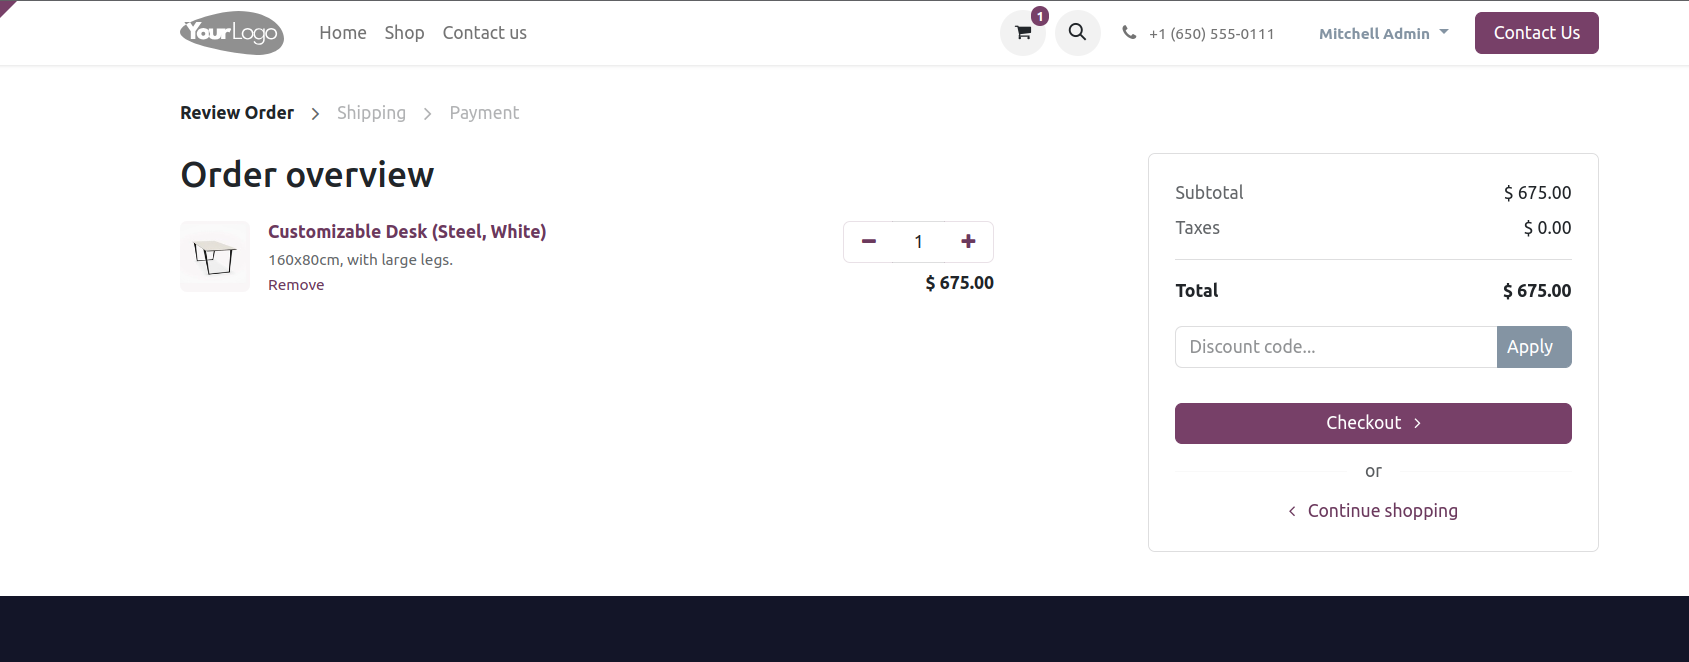 YourLogo Home Shop Contact us 1 +1 (650) 555-0111 Mitchell Admin Contact Us
Review Order > Shipping > Payment
Order overview
Customizable Desk (Steel, White)
160x80cm, with large legs.
Remove
1
$ 675.00
Subtotal $ 675.00
Taxes $ 0.00
Total $ 675.00
Discount code... Apply
Checkout >
or
< Continue shopping